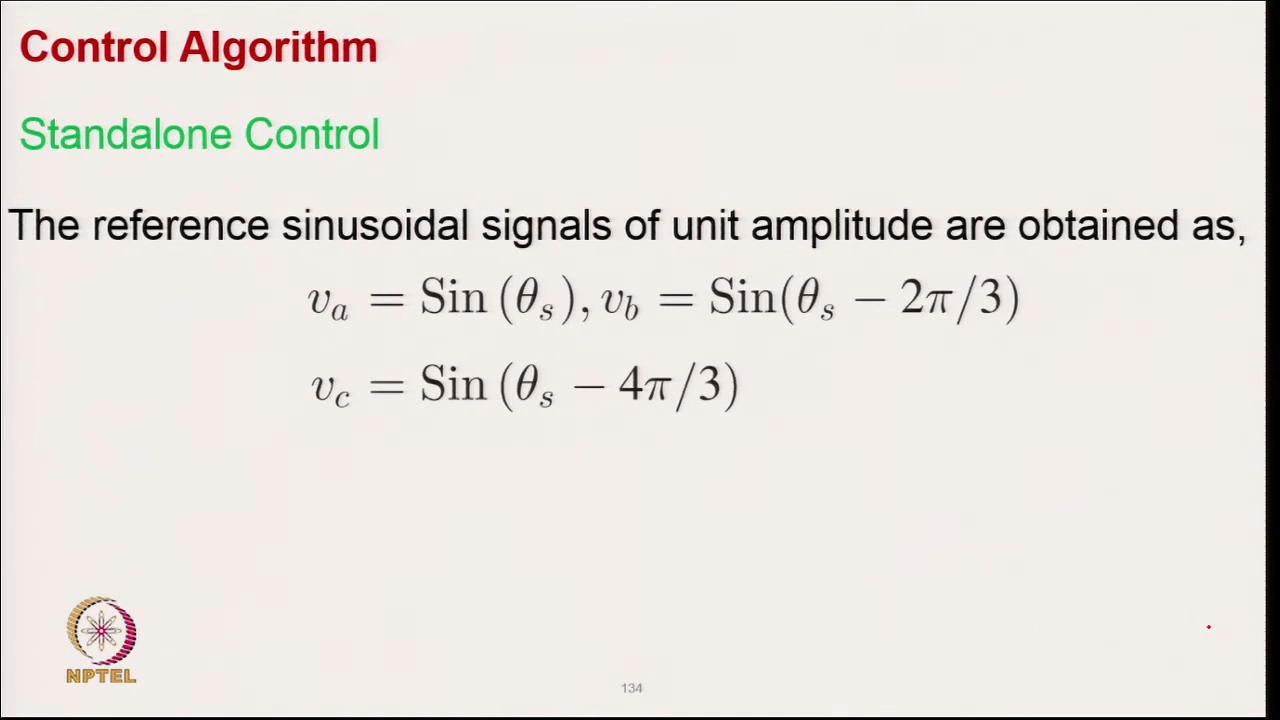 Control Algorithm
Standalone Control
The reference sinusoidal signals of unit amplitude are obtained as,
v_a = Sin (θ_s), v_b = Sin(θ_s − 2π/3)
v_c = Sin (θ_s − 4π/3)
NPTEL
134